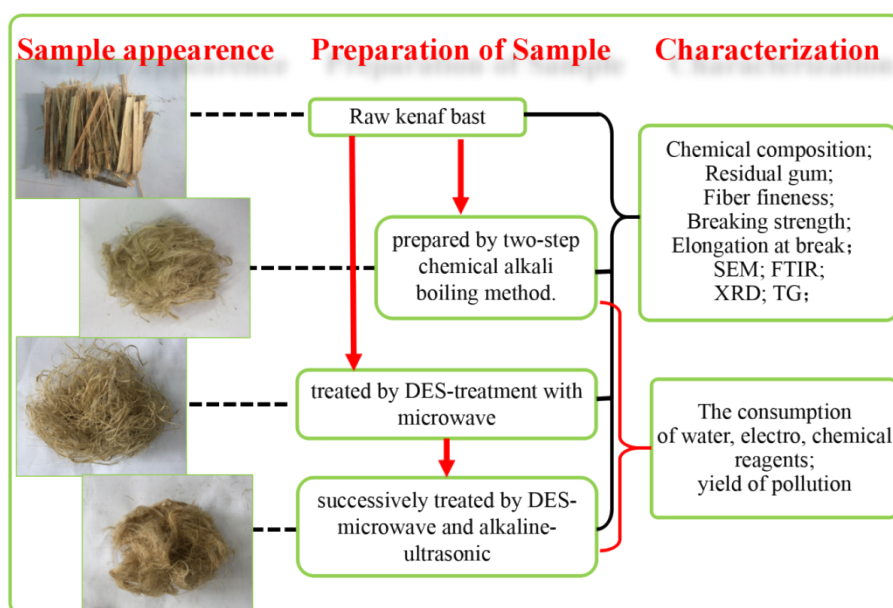 Sample appearence
Preparation of Sample
Characterization
Raw kenaf bast
prepared by two-step
chemical alkali
boiling method.
treated by DES-treatment with
microwave
successively treated by DES-
microwave and alkaline-
ultrasonic
Chemical composition;
Residual gum;
Fiber fineness;
Breaking strength;
Elongation at break；
SEM; FTIR;
XRD; TG；
The consumption
of water, electro, chemical
reagents;
yield of pollution